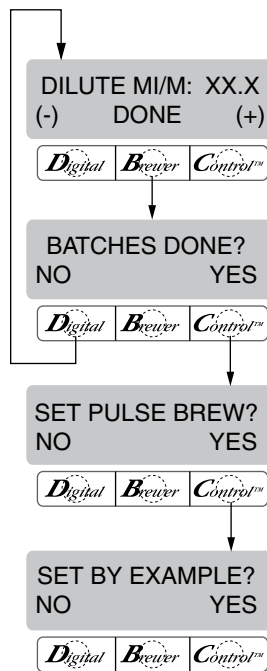 DILUTE Ml/M: XX.X
(-) DONE (+)
Digital Brewer Control™
BATCHES DONE?
NO YES
Digital Brewer Control™
SET PULSE BREW?
NO YES
Digital Brewer Control™
SET BY EXAMPLE?
NO YES
Digital Brewer Control™